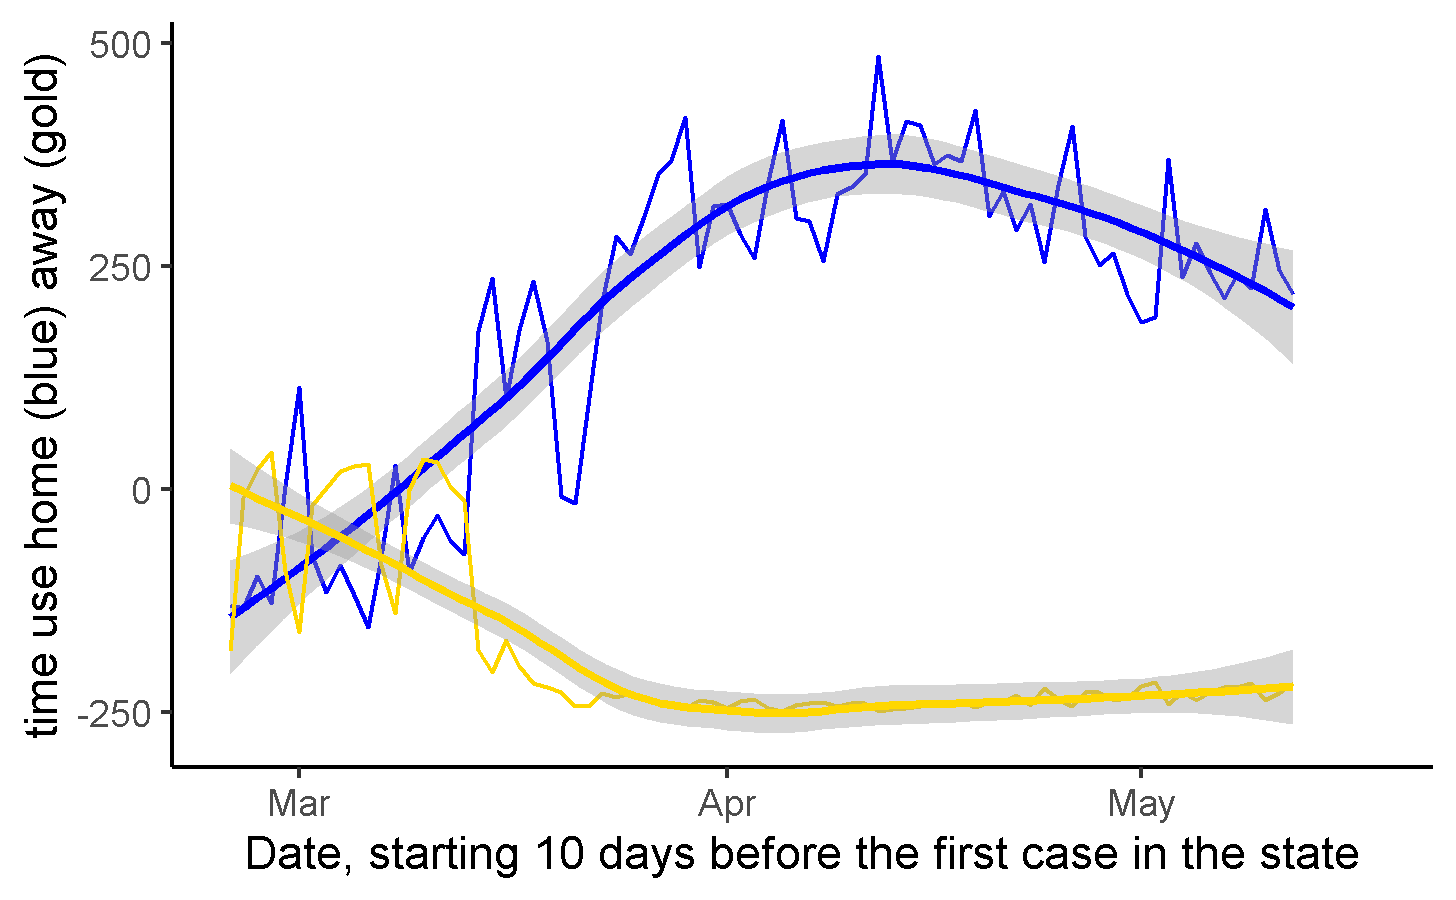 time use home (blue) away (gold)
500
250
0
-250
Mar Apr May
Date, starting 10 days before the first case in the state